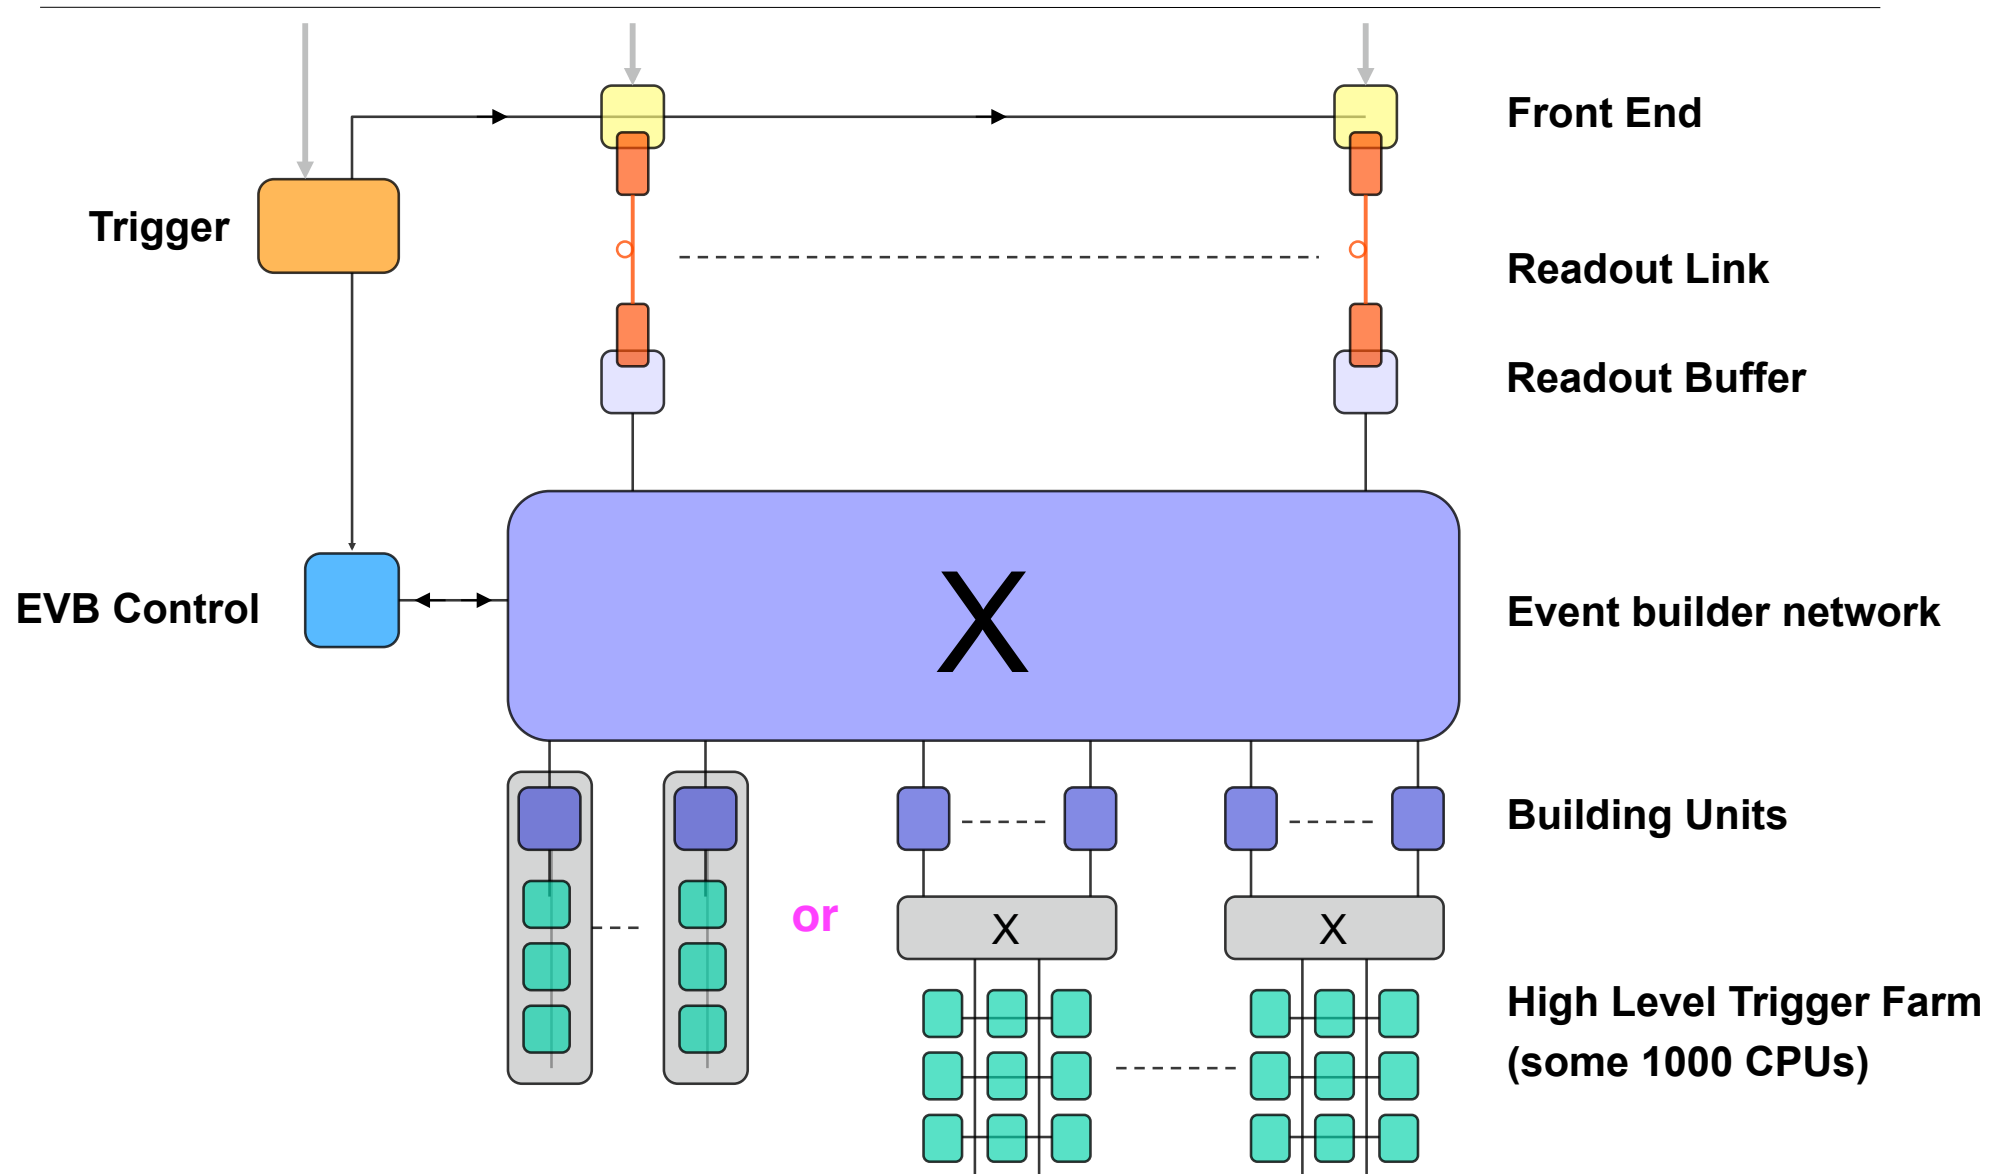 Front End
Trigger
Readout Link
Readout Buffer
X
EVB Control
Event builder network
Building Units
or
X
X
High Level Trigger Farm
(some 1000 CPUs)